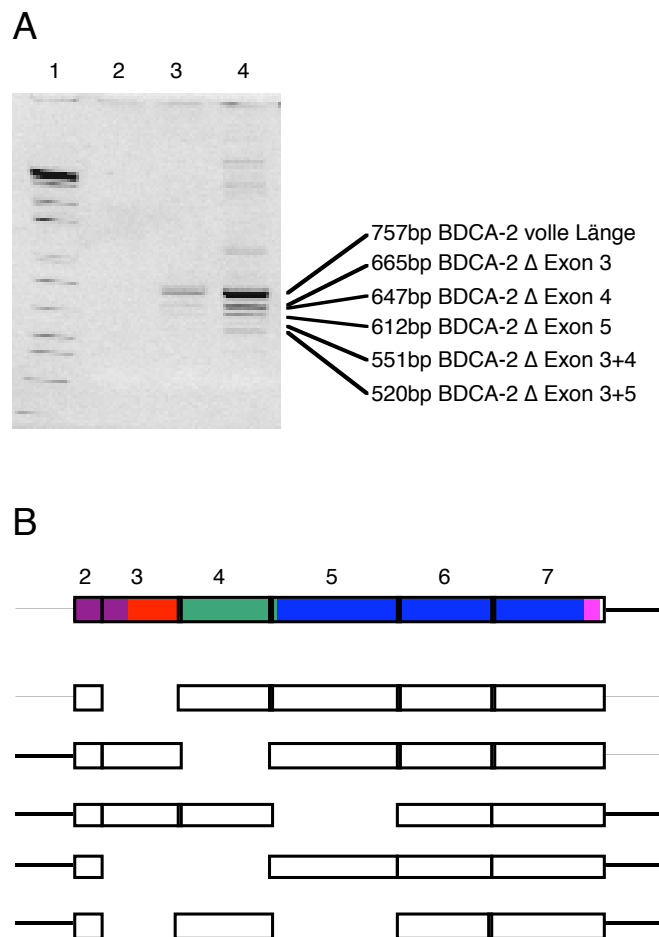 A
1 2 3 4
757bp BDCA-2 volle Länge
665bp BDCA-2 Δ Exon 3
647bp BDCA-2 Δ Exon 4
612bp BDCA-2 Δ Exon 5
551bp BDCA-2 Δ Exon 3+4
520bp BDCA-2 Δ Exon 3+5
B
2 3 4 5 6 7